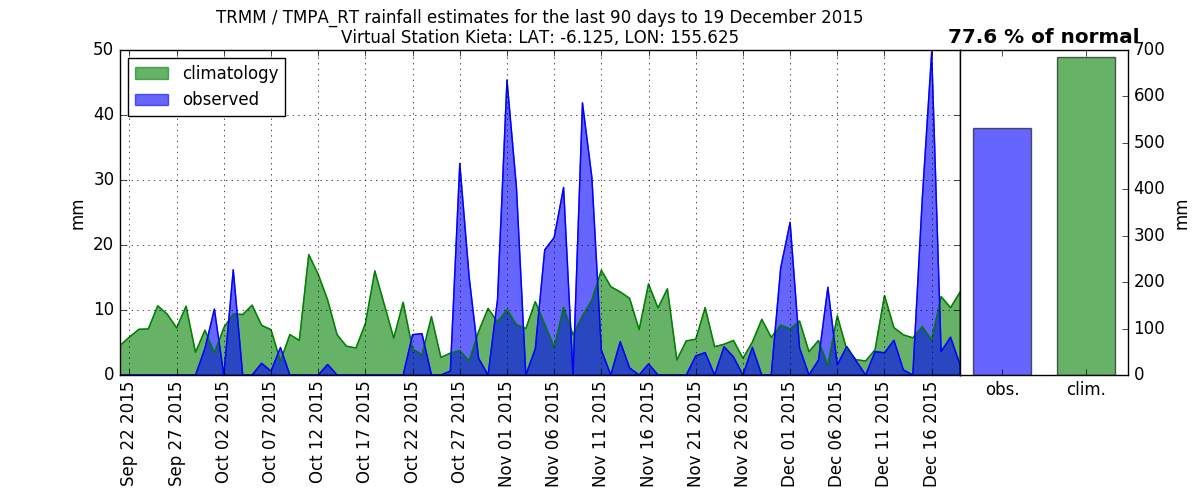 TRMM / TMPA_RT rainfall estimates for the last 90 days to 19 December 2015
Virtual Station Kieta: LAT: -6.125, LON: 155.625
77.6 % of normal
climatology
observed
50
40
30
20
10
0
mm
700
600
500
400
300
200
100
0
mm
obs.
clim.
Sep 22 2015
Sep 27 2015
Oct 02 2015
Oct 07 2015
Oct 12 2015
Oct 17 2015
Oct 22 2015
Oct 27 2015
Nov 01 2015
Nov 06 2015
Nov 11 2015
Nov 16 2015
Nov 21 2015
Nov 26 2015
Dec 01 2015
Dec 06 2015
Dec 11 2015
Dec 16 2015